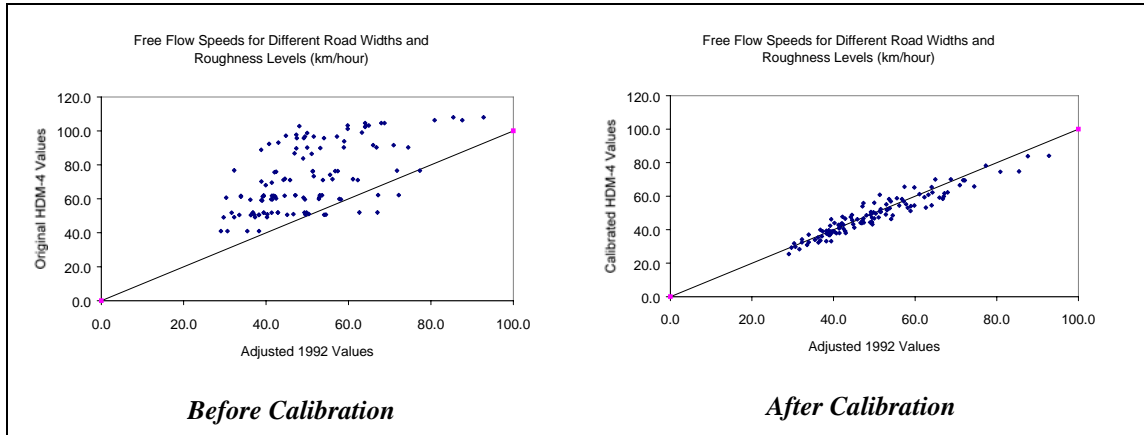 Free Flow Speeds for Different Road Widths and
Roughness Levels (km/hour)
Original HDM-4 Values
120.0
100.0
80.0
60.0
40.0
20.0
0.0
0.0 20.0 40.0 60.0 80.0 100.0
Adjusted 1992 Values
Before Calibration
Free Flow Speeds for Different Road Widths and
Roughness Levels (km/hour)
Calibrated HDM-4 Values
120.0
100.0
80.0
60.0
40.0
20.0
0.0
0.0 20.0 40.0 60.0 80.0 100.0
Adjusted 1992 Values
After Calibration